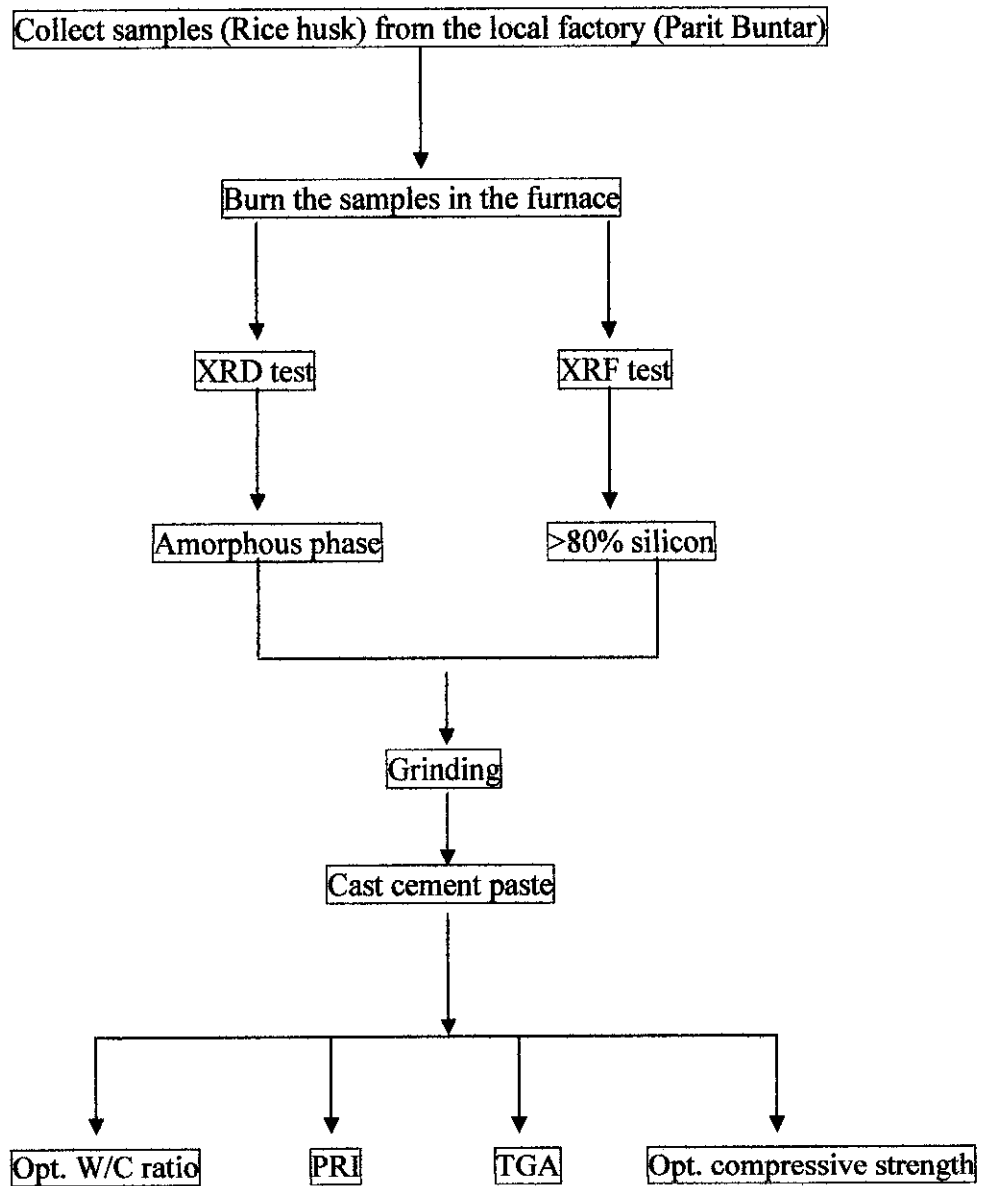 Collect samples (Rice husk) from the local factory (Parit Buntar)
Burn the samples in the furnace
XRD test
XRF test
Amorphous phase
>80% silicon
Grinding
Cast cement paste
Opt. W/C ratio
PRI
TGA
Opt. compressive strength